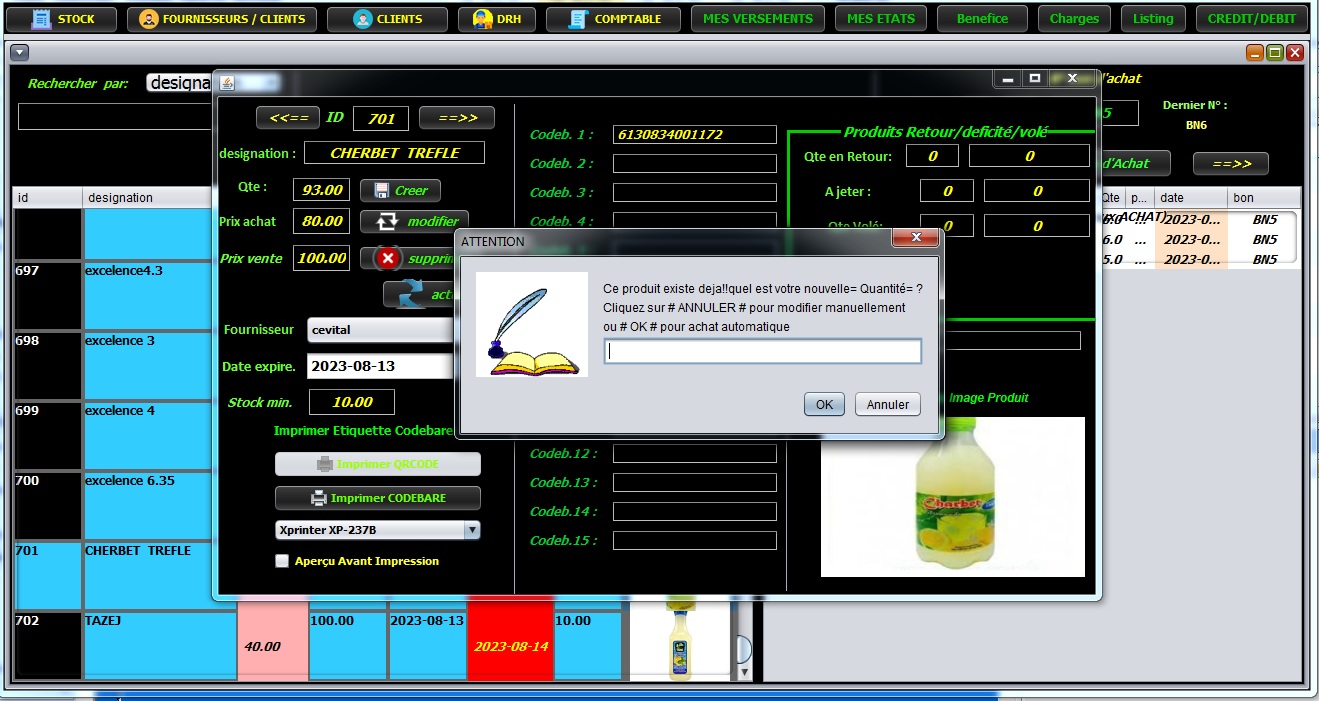 STOCK
FOURNISSEURS / CLIENTS
CLIENTS
DRH
COMPTABLE
MES VERSEMENTS
MES ETATS
Benefice
Charges
Listing
CREDIT/DEBIT
Rechercher par:
designa
ID
<<==
701
==>>
designation :
CHERBET TREFLE
Qte :
93.00
Creer
Prix achat
80.00
modifier
Prix vente
100.00
supprim
actu
Fournisseur
cevital
Date expire.
2023-08-13
Stock min.
10.00
Imprimer Etiquette Codebare
Imprimer QRCODE
Imprimer CODEBARE
Xprinter XP-237B
Aperçu Avant Impression
Codeb. 1 :
6130834001172
Codeb. 2 :
Codeb. 3 :
Codeb. 4 :
Codeb.12 :
Codeb.13 :
Codeb.14 :
Codeb.15 :
Produits Retour/deficité/volé
Qte en Retour:
0
0
A jeter :
0
0
Qte Volé:
0
0
Image Produit
Charbet
ATTENTION
Ce produit existe deja!!quel est votre nouvelle= Quantité= ?
Cliquez sur # ANNULER # pour modifier manuellement
ou # OK # pour achat automatique
OK
Annuler
l'achat
5
Dernier N° :
BN6
d'Achat
==>>
Qte
p...
date
bon
ACHAT)
2023-0...
BN5
6.0
...
2023-0...
BN5
5.0
...
2023-0...
BN5
id
designation
697
excelence4.3
698
excelence 3
699
excelence 4
700
excelence 6.35
701
CHERBET TREFLE
702
TAZEJ
40.00
100.00
2023-08-13
2023-08-14
10.00